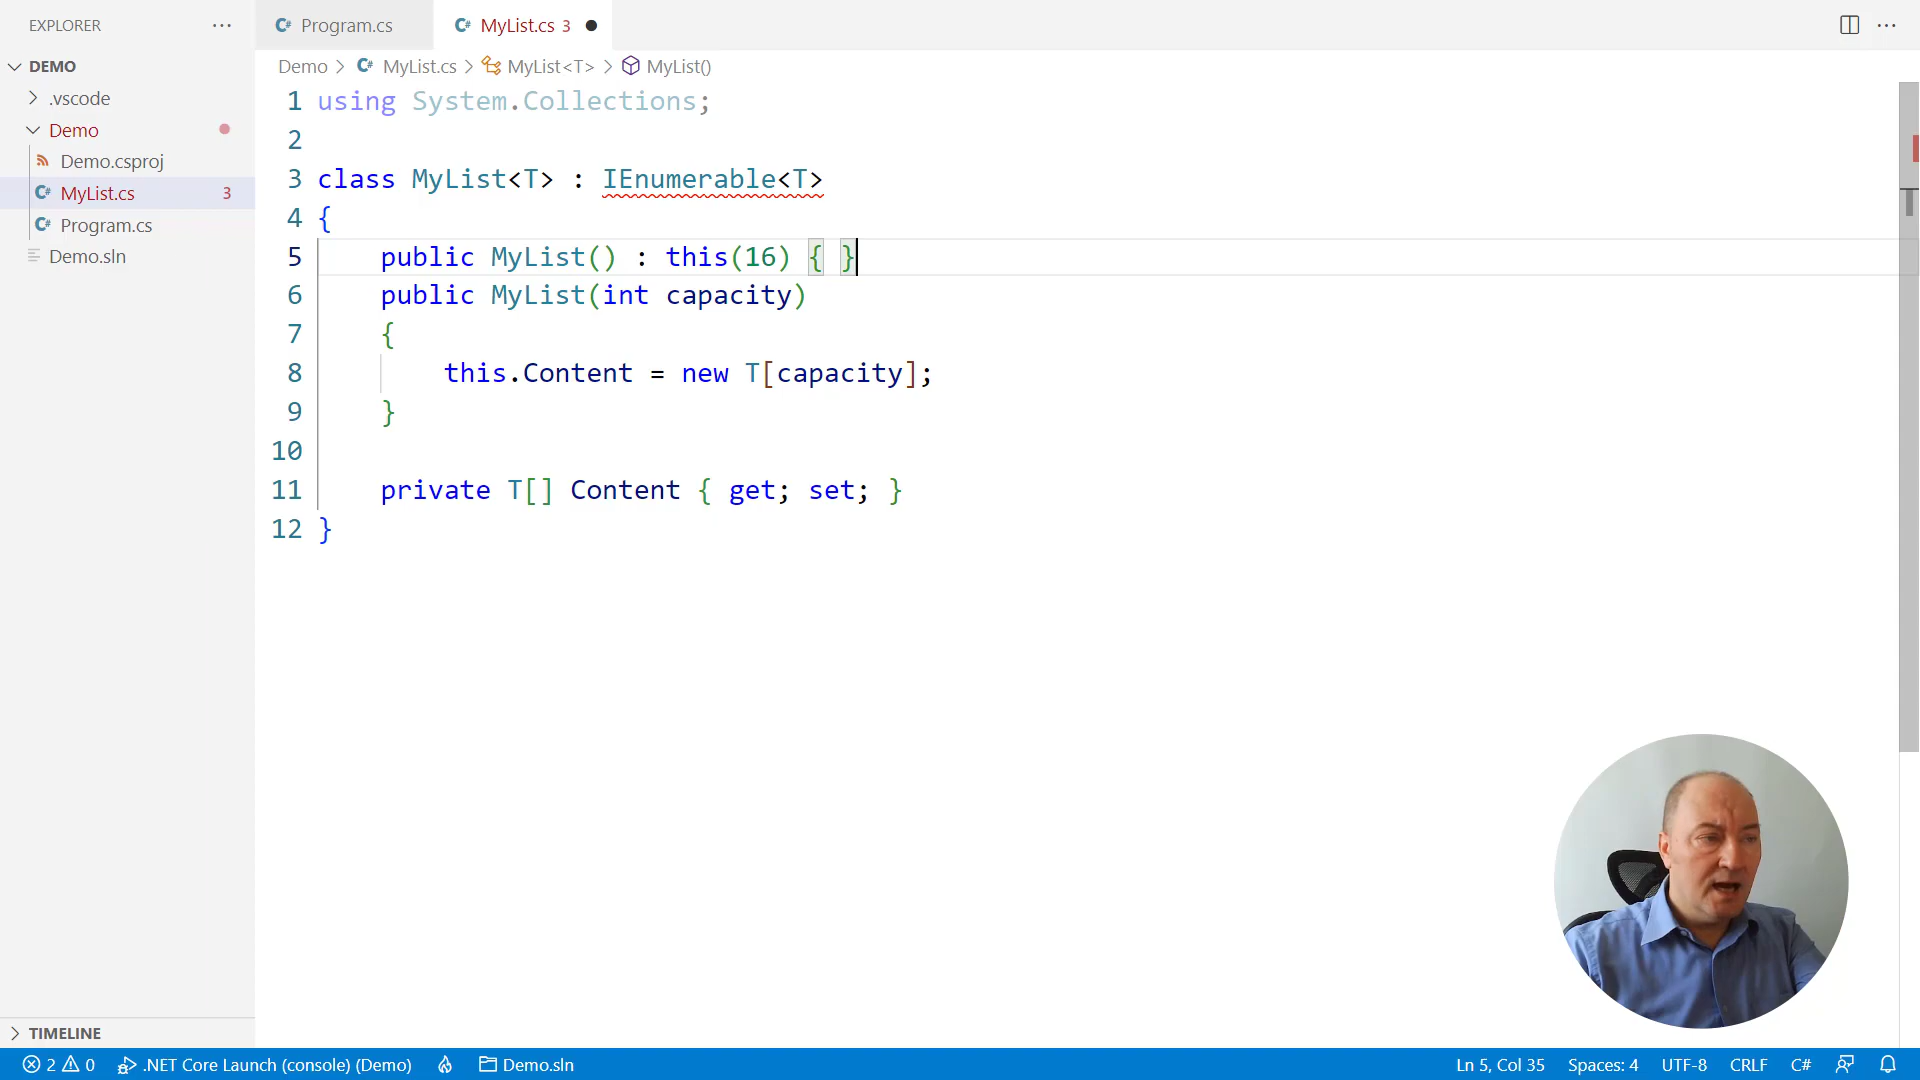 EXPLORER
Program.cs
MyList.cs 3
DEMO
Demo > MyList.cs > MyList<T> > MyList()
.vscode
Demo
Demo.csproj
MyList.cs 3
Program.cs
Demo.sln
1 using System.Collections;
2
3 class MyList<T> : IEnumerable<T>
4 {
5 public MyList() : this(16) { }
6 public MyList(int capacity)
7 {
8 this.Content = new T[capacity];
9 }
10
11 private T[] Content { get; set; }
12 }
TIMELINE
2 0 .NET Core Launch (console) (Demo) Demo.sln Ln 5, Col 35 Spaces: 4 UTF-8 CRLF C#